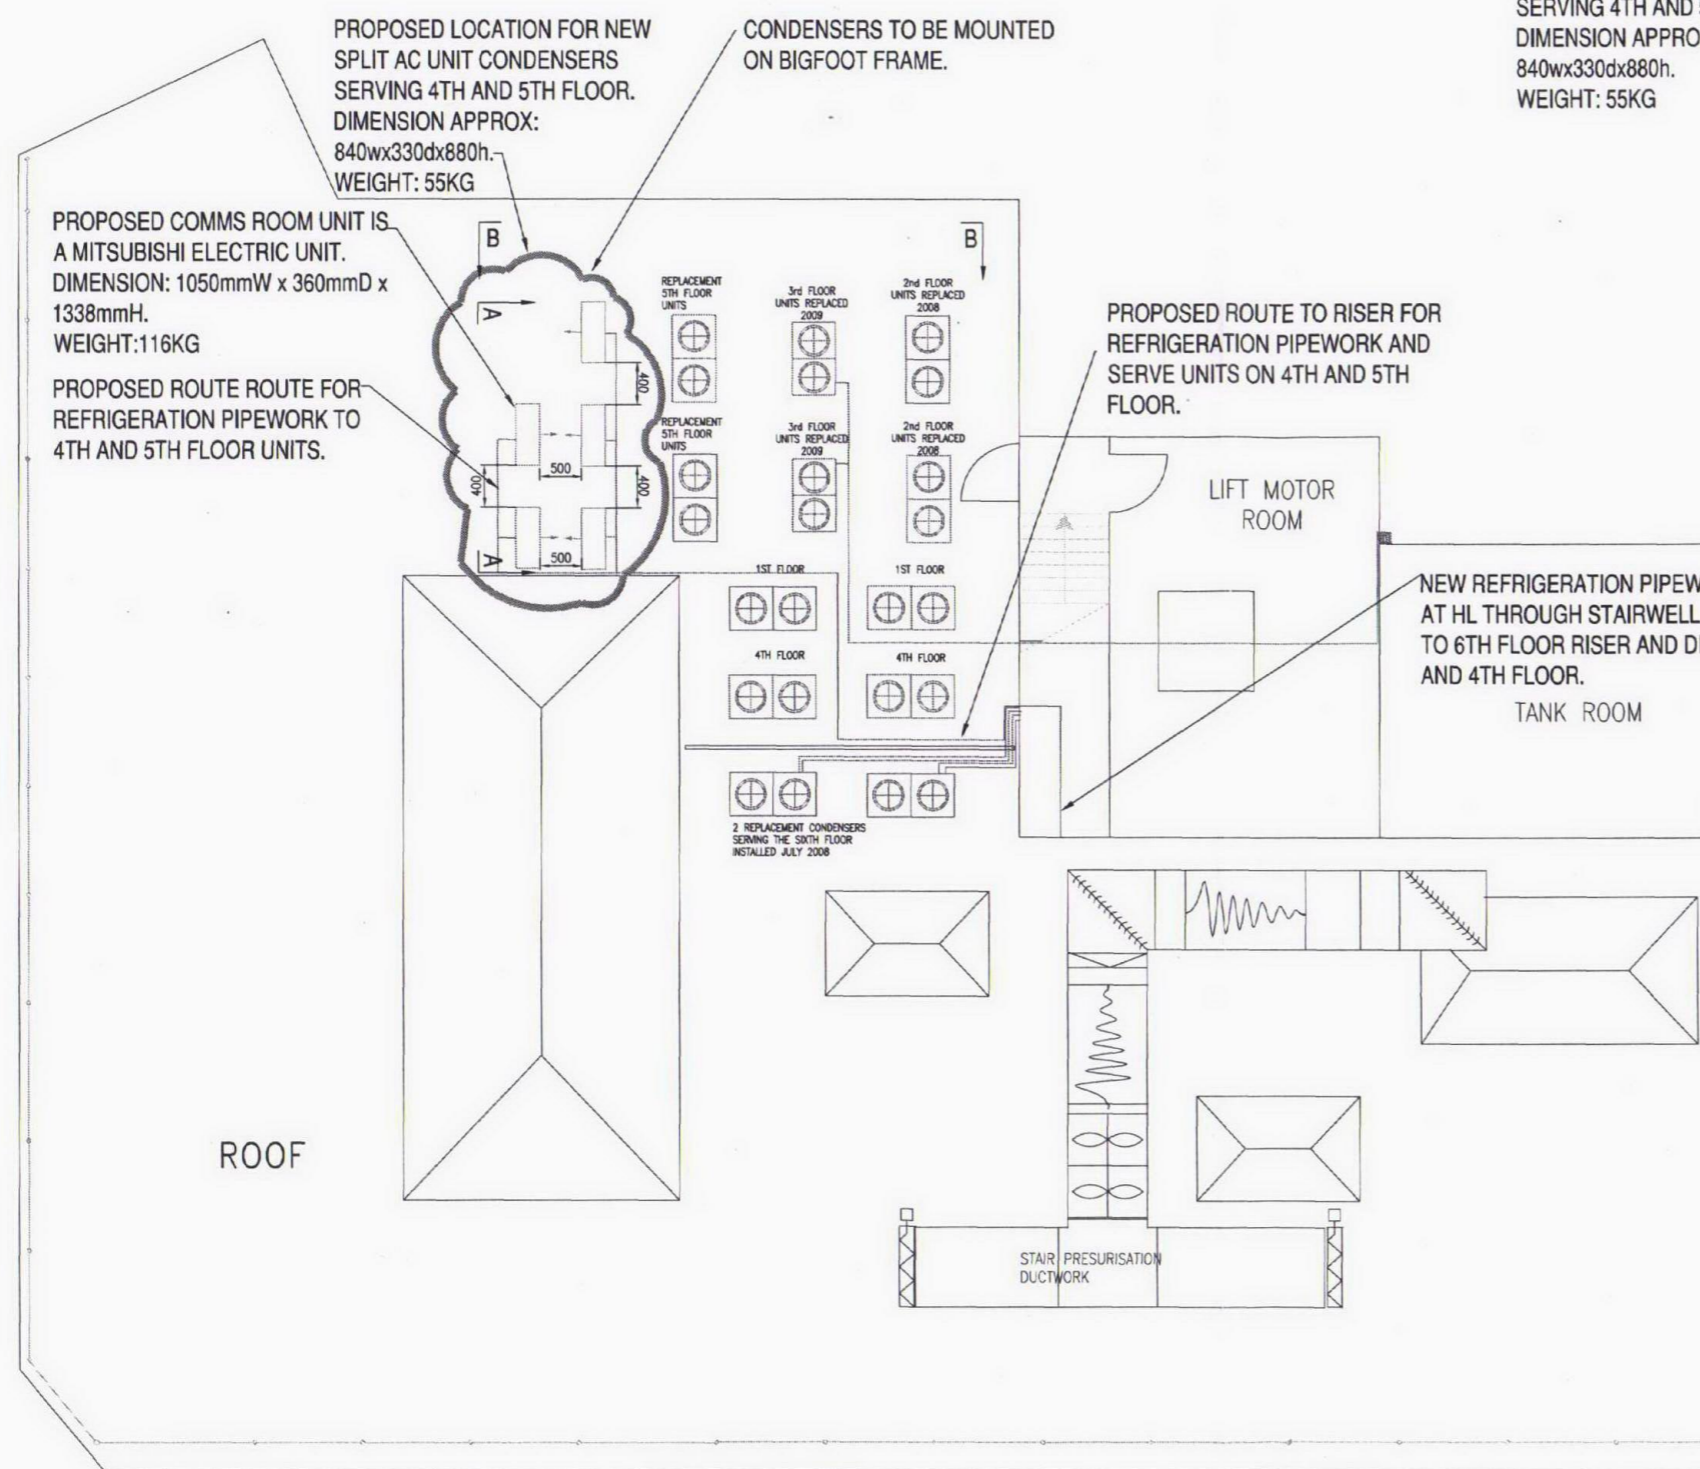 PROPOSED LOCATION FOR NEW
SPLIT AC UNIT CONDENSERS
SERVING 4TH AND 5TH FLOOR.
DIMENSION APPROX:
840wx330dx880h.
WEIGHT: 55KG
CONDENSERS TO BE MOUNTED
ON BIGFOOT FRAME.
SERVING 4TH AND
DIMENSION APPRO
840wx330dx880h.
WEIGHT: 55KG
PROPOSED COMMS ROOM UNIT IS
A MITSUBISHI ELECTRIC UNIT.
DIMENSION: 1050mmW x 360mmD x
1338mmH.
WEIGHT:116KG
PROPOSED ROUTE ROUTE FOR
REFRIGERATION PIPEWORK TO
4TH AND 5TH FLOOR UNITS.
B
B
A
A
400
500
400
400
500
REPLACEMENT
5TH FLOOR
UNITS
3rd FLOOR
UNITS REPLACED
2009
2nd FLOOR
UNITS REPLACED
2008
REPLACEMENT
5TH FLOOR
UNITS
3rd FLOOR
UNITS REPLACED
2009
2nd FLOOR
UNITS REPLACED
2008
PROPOSED ROUTE TO RISER FOR
REFRIGERATION PIPEWORK AND
SERVE UNITS ON 4TH AND 5TH
FLOOR.
LIFT MOTOR
ROOM
1ST FLOOR
1ST FLOOR
4TH FLOOR
4TH FLOOR
NEW REFRIGERATION PIPEW
AT HL THROUGH STAIRWELL
TO 6TH FLOOR RISER AND D
AND 4TH FLOOR.
TANK ROOM
2 REPLACEMENT CONDENSERS
SERVING THE SIXTH FLOOR
INSTALLED JULY 2008
ROOF
STAIR PRESURISATION
DUCTWORK